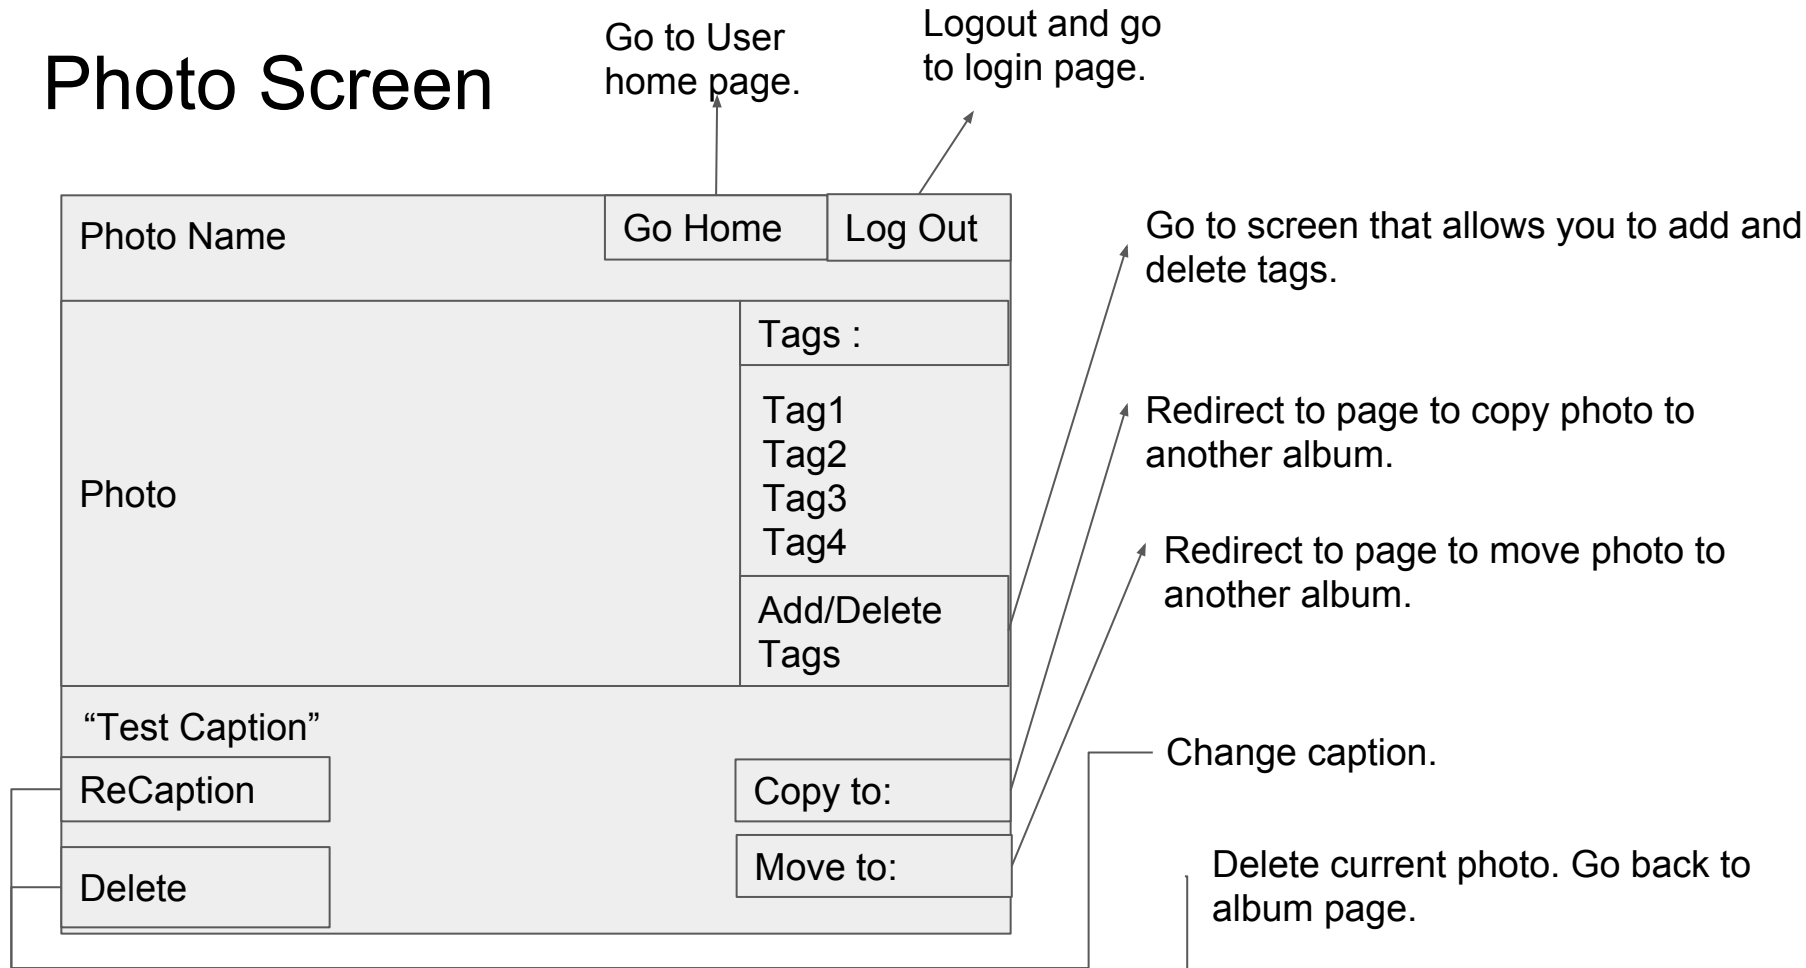 Photo Screen
Go to User
home page.
Logout and go
to login page.
Photo Name
Go Home
Log Out
Go to screen that allows you to add and
delete tags.
Tags :
Tag1
Tag2
Tag3
Tag4
Photo
Add/Delete
Tags
Redirect to page to copy photo to
another album.
Redirect to page to move photo to
another album.
“Test Caption”
ReCaption
Copy to:
Change caption.
Delete
Move to:
Delete current photo. Go back to
album page.